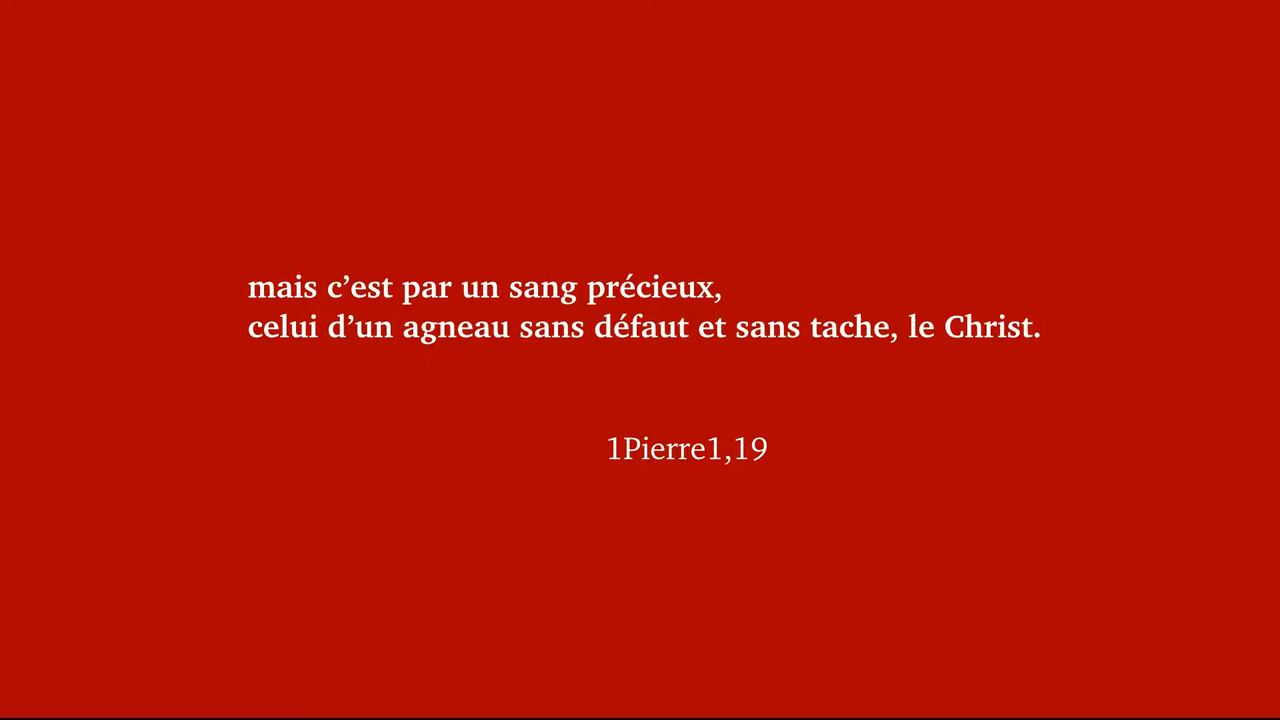 mais c’est par un sang précieux,
celui d’un agneau sans défaut et sans tache, le Christ.
1Pierre1,19